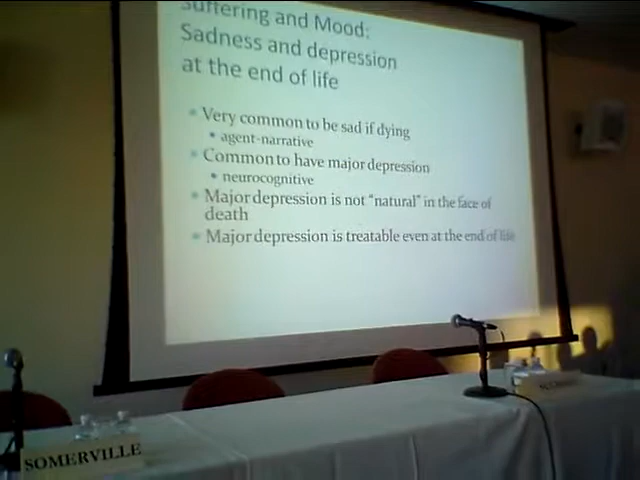 Suffering and Mood:
Sadness and depression
at the end of life
Very common to be sad if dying
agent-narrative
Common to have major depression
neurocognitive
Major depression is not “natural” in the face of
death
Major depression is treatable even at the end of life
SOMERVILLE